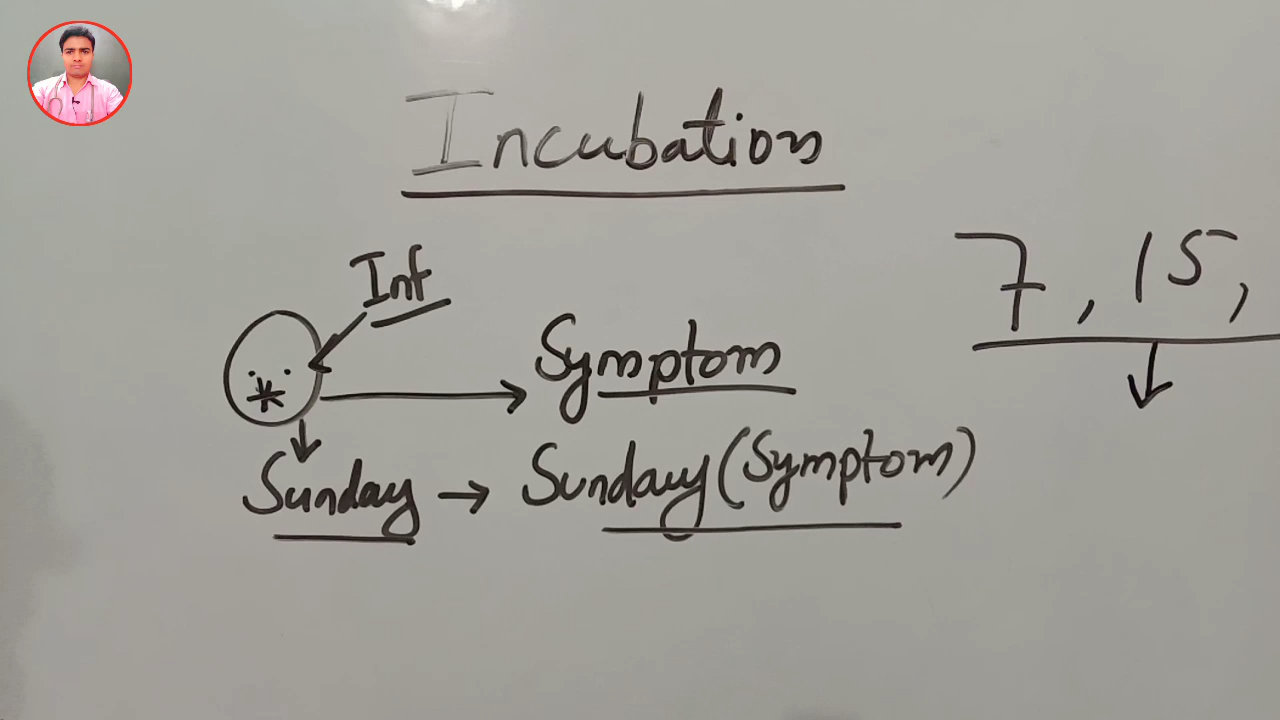 Incubation
Inf
7, 15,
Symptom
Sunday → Sunday (Symptom)